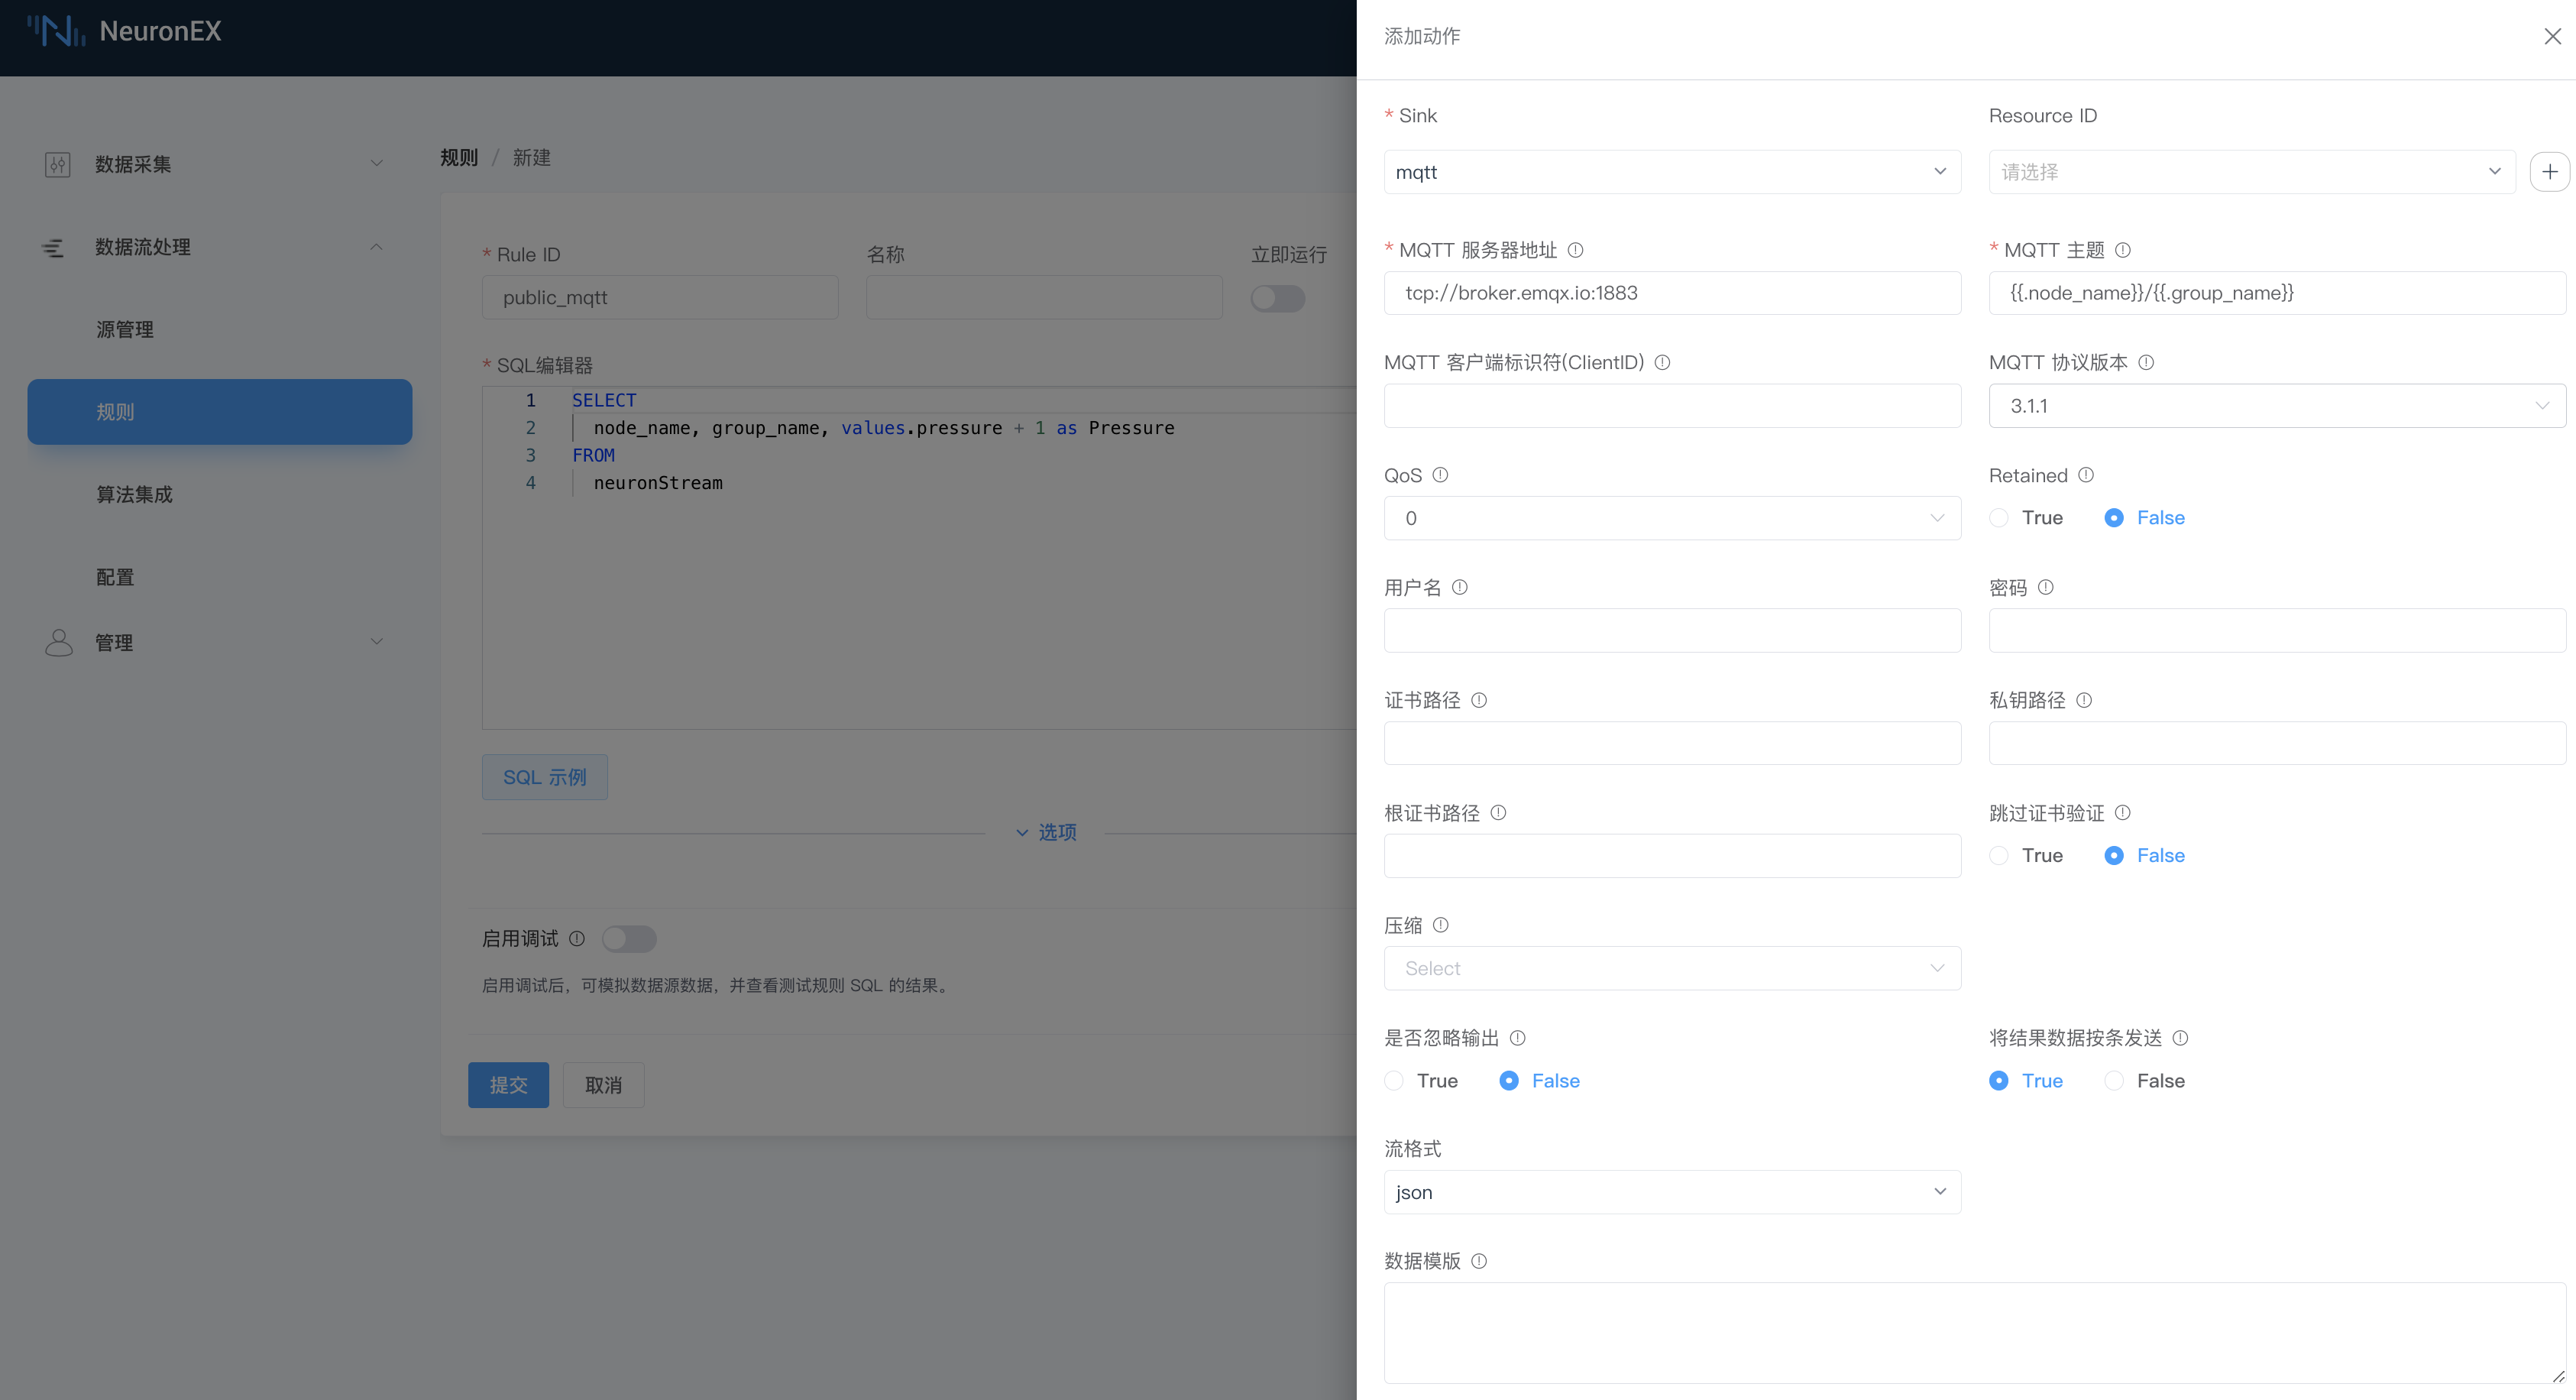 NeuronEX
数据采集
数据流处理
源管理
规则
算法集成
配置
管理
规则 / 新建
* Rule ID
名称
立即运行
public_mqtt
* SQL编辑器
1 SELECT
2 node_name, group_name, values.pressure + 1 as Pressure
3 FROM
4 neuronStream
SQL 示例
选项
启用调试
启用调试后，可模拟数据源数据，并查看测试规则 SQL 的结果。
提交
取消
添加动作
* Sink
Resource ID
mqtt
请选择
* MQTT 服务器地址
* MQTT 主题
tcp://broker.emqx.io:1883
{{.node_name}}/{{.group_name}}
MQTT 客户端标识符(ClientID)
MQTT 协议版本
3.1.1
QoS
Retained
0
True
False
用户名
密码
证书路径
私钥路径
根证书路径
跳过证书验证
True
False
压缩
Select
是否忽略输出
将结果数据按条发送
True
False
True
False
流格式
json
数据模版